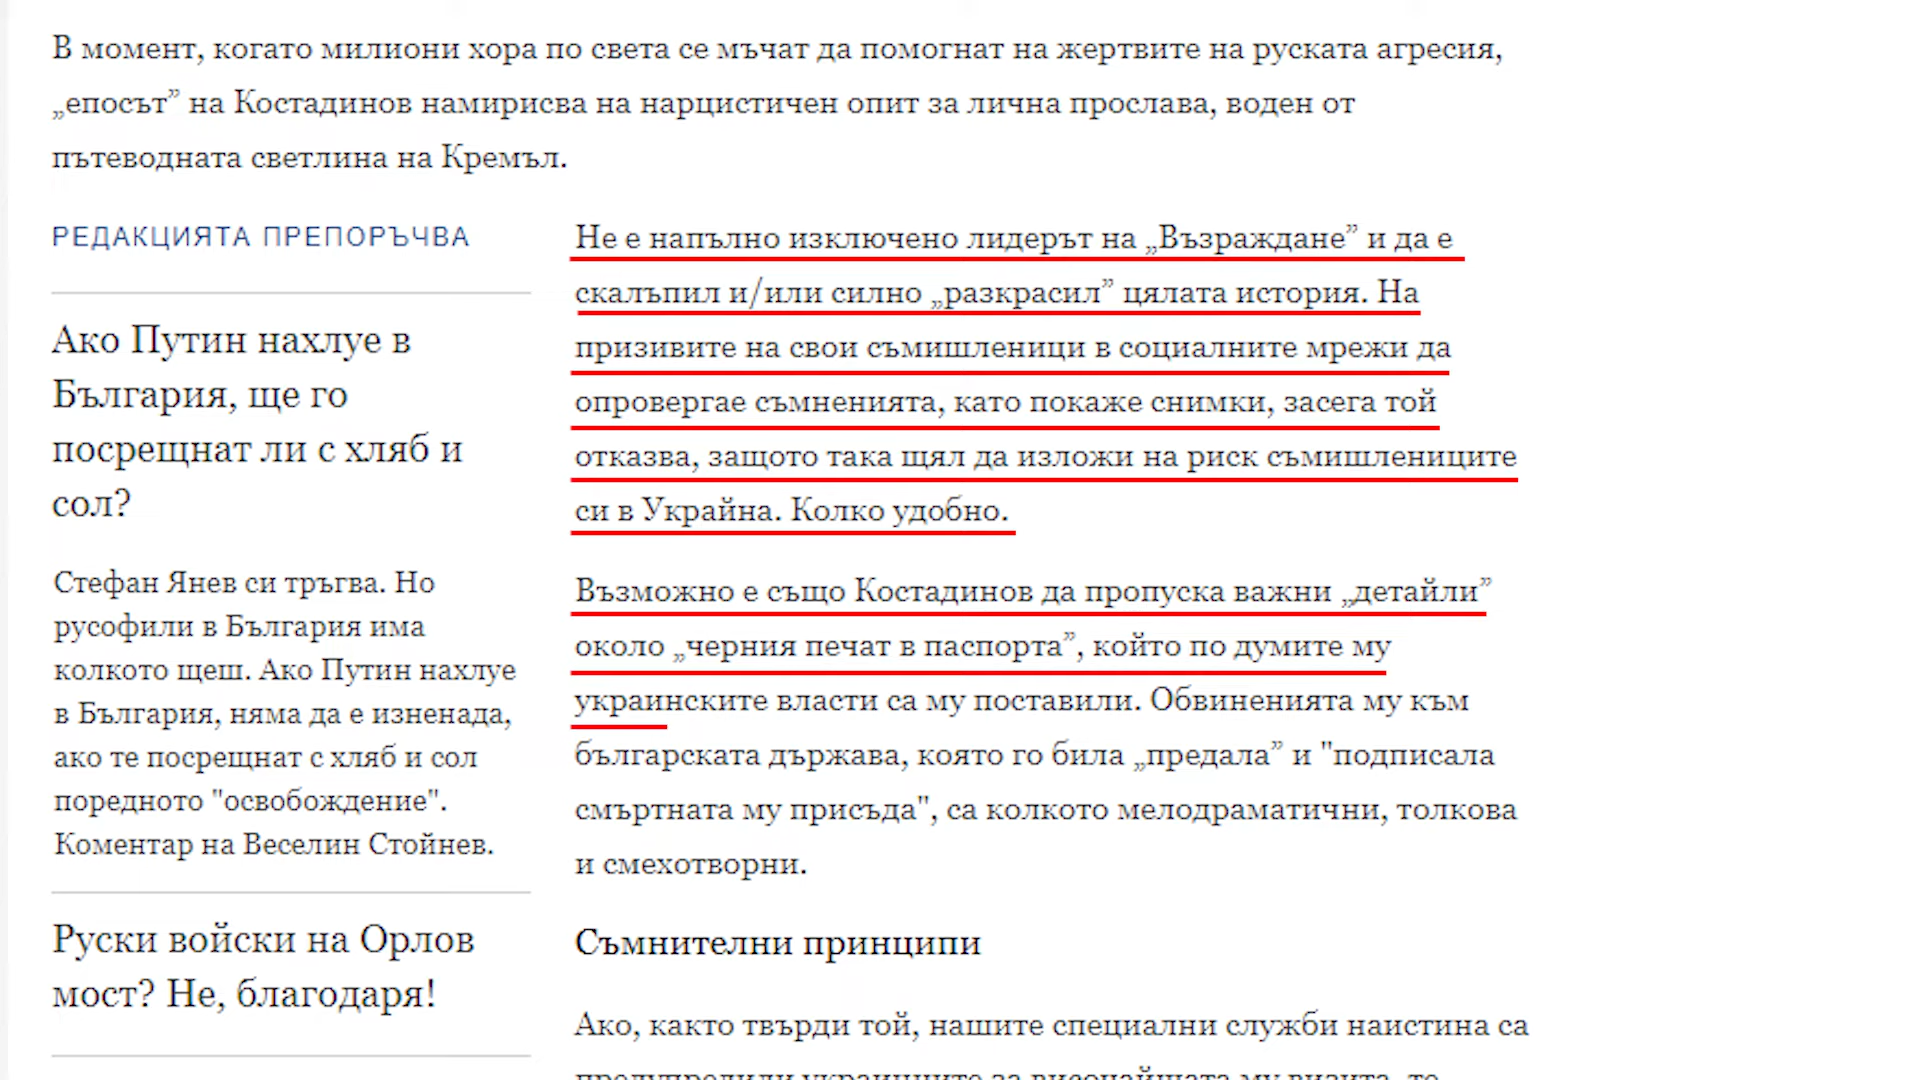 В момент, когато милиони хора по света се мъчат да помогнат на жертвите на руската агресия,
„епосът” на Костадинов намирисва на нарцистичен опит за лична прослава, воден от
пътеводната светлина на Кремъл.
РЕДАКЦИЯТА ПРЕПОРЪЧВА
Ако Путин нахлуе в
България, ще го
посрещнат ли с хляб и
сол?
Стефан Янев си тръгва. Но
русофили в България има
колкото щеш. Ако Путин нахлуе
в България, няма да е изненада,
ако те посрещнат с хляб и сол
поредното "освобождение".
Коментар на Веселин Стойнев.
Руски войски на Орлов
мост? Не, благодаря!
Не е напълно изключено лидерът на „Възраждане” и да е
скалъпил и/или силно „разкрасил” цялата история. На
призивите на свои съмишленици в социалните мрежи да
опровергае съмненията, като покаже снимки, засега той
отказва, защото така щял да изложи на риск съмишлениците
си в Украйна. Колко удобно.
Възможно е също Костадинов да пропуска важни „детайли”
около „черния печат в паспорта”, който по думите му
украинските власти са му поставили. Обвиненията му към
българската държава, която го била „предала” и "подписала
смъртната му присъда", са колкото мелодраматични, толкова
и смехотворни.
Съмнителни принципи
Ако, както твърди той, нашите специални служби наистина са
предупредили украинците за височайшата му визита, те